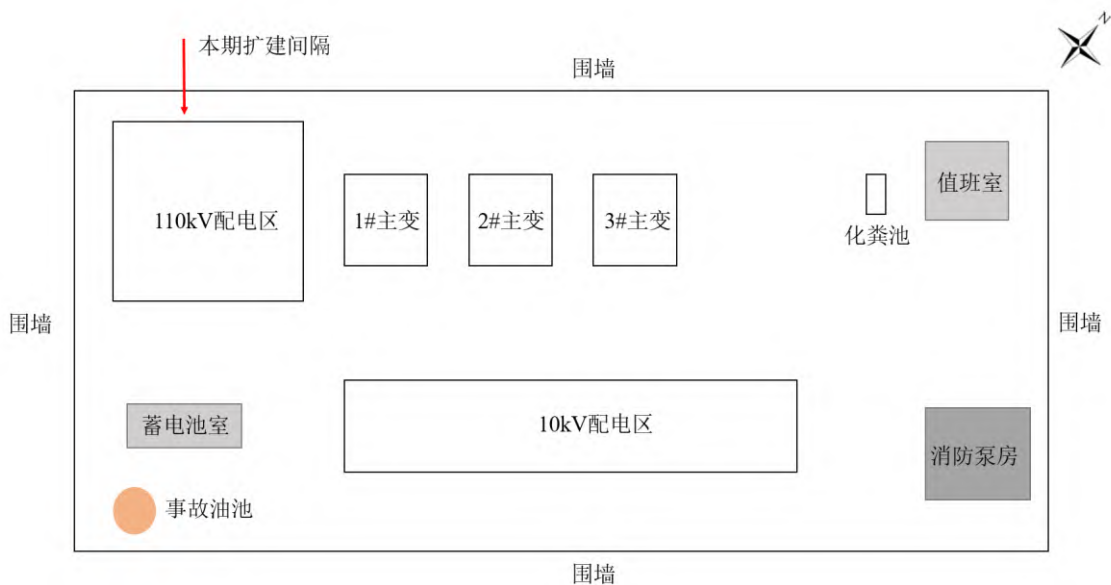 N
本期扩建间隔
围墙
值班室
110kV配电区
1#主变
2#主变
3#主变
化粪池
围墙
围墙
蓄电池室
10kV配电区
消防泵房
事故油池
围墙